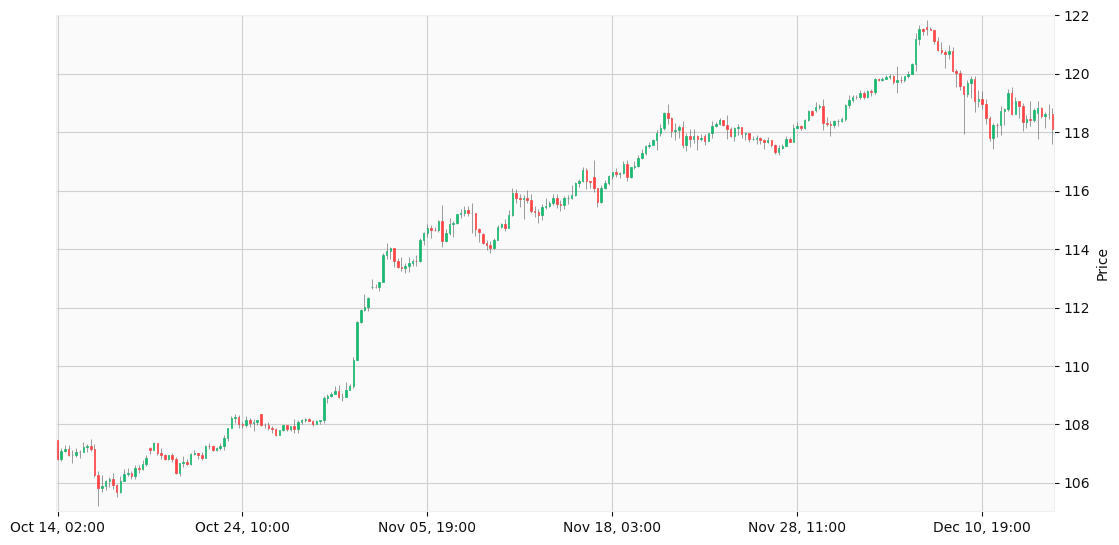 122
120
118
116
114
112
110
108
106
Price
Oct 14, 02:00
Oct 24, 10:00
Nov 05, 19:00
Nov 18, 03:00
Nov 28, 11:00
Dec 10, 19:00